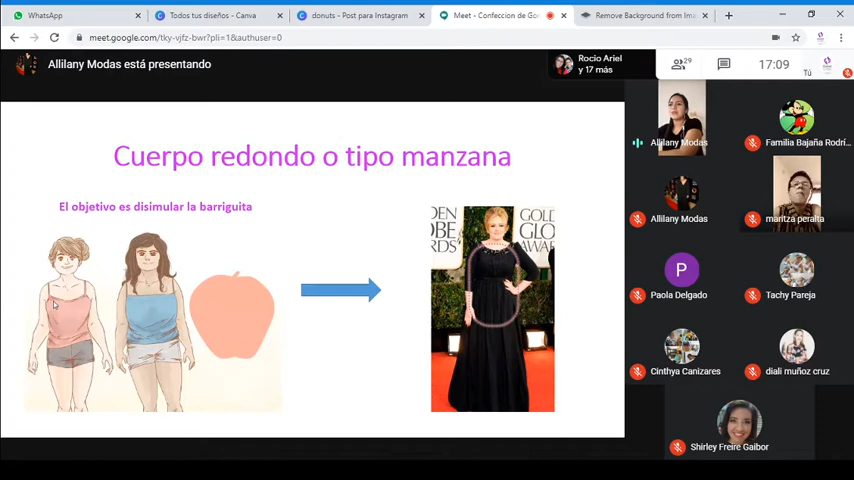 WhatsApp
Todos tus diseños - Canva
donuts - Post para Instagram
Meet - Confeccion de Go
Remove Background from Ima
meet.google.com/tky-vjfz-bwr?pli=1&authuser=0
Allilany Modas está presentando
Rocio Ariel
y 17 más
29
17:09
Tú
Cuerpo redondo o tipo manzana
El objetivo es disimular la barriguita
DEN
OBE
RDS
GOL
GLO
AWA
Allilany Modas
Familia Bajaña Rodrí...
Allilany Modas
maritza peralta
P
Paola Delgado
Tachy Pareja
Cinthya Canizares
diali muñoz cruz
Shirley Freire Gaibor